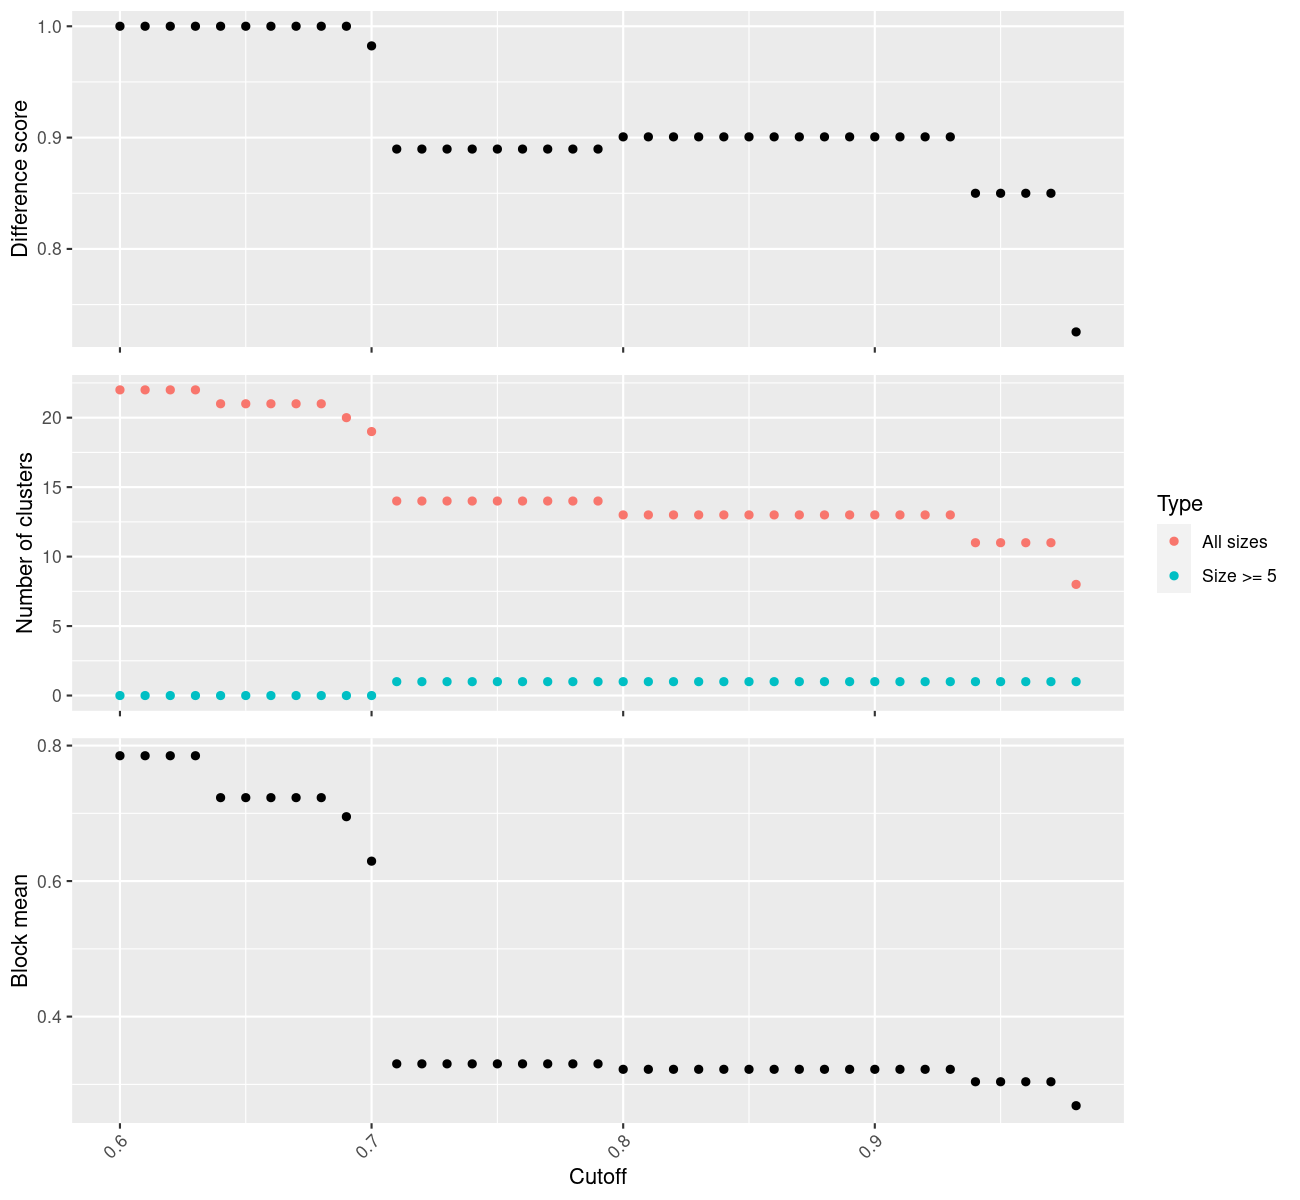 Difference score
1.0
0.9
0.8
Number of clusters
20
15
10
5
0
Type
All sizes
Size >= 5
Block mean
0.8
0.6
0.4
0.6
0.7
0.8
0.9
Cutoff